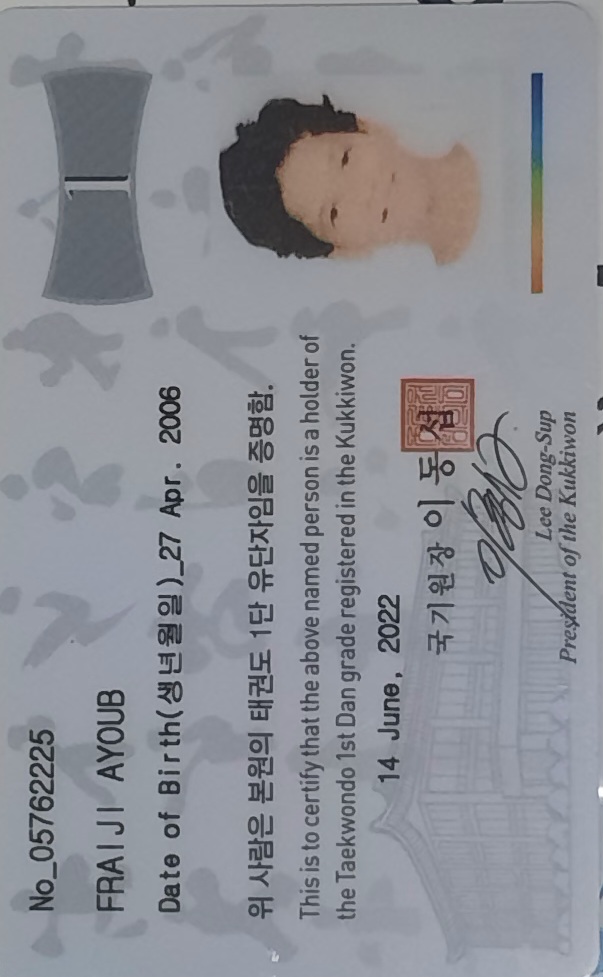 1
No_05762225
FRAIJI AYOUB
Date of Birth(생년월일)_27 Apr. 2006
위 사람은 본원의 태권도 1단 유단자임을 증명함.
This is to certify that the above named person is a holder of
the Taekwondo 1st Dan grade registered in the Kukkiwon.
14 June, 2022
국기원장 이동섭
Lee Dong-Sup
President of the Kukkiwon